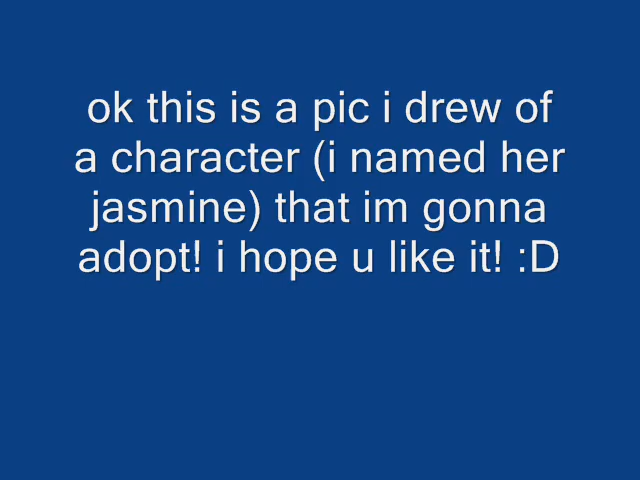 ok this is a pic i drew of
a character (i named her
jasmine) that im gonna
adopt! i hope u like it! :D